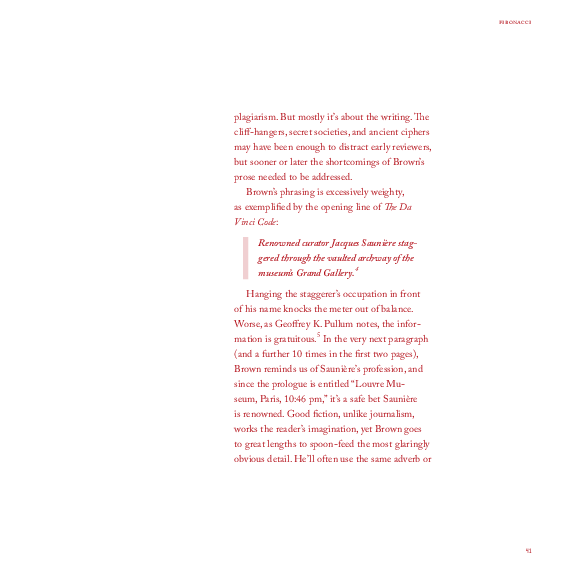 FIBONACCI
plagiarism. But mostly it's about the writing. The
cliff-hangers, secret societies, and ancient ciphers
may have been enough to distract early reviewers,
but sooner or later the shortcomings of Brown's
prose needed to be addressed.
Brown's phrasing is excessively weighty,
as exemplified by the opening line of The Da
Vinci Code:
Renowned curator Jacques Saunière stag-
gered through the vaulted archway of the
museum's Grand Gallery.4
Hanging the staggerer's occupation in front
of his name knocks the meter out of balance.
Worse, as Geoffrey K. Pullum notes, the infor-
mation is gratuitous.5 In the very next paragraph
(and a further 10 times in the first two pages),
Brown reminds us of Saunière's profession, and
since the prologue is entitled "Louvre Mu-
seum, Paris, 10:46 pm," it's a safe bet Saunière
is renowned. Good fiction, unlike journalism,
works the reader's imagination, yet Brown goes
to great lengths to spoon-feed the most glaringly
obvious detail. He'll often use the same adverb or
41